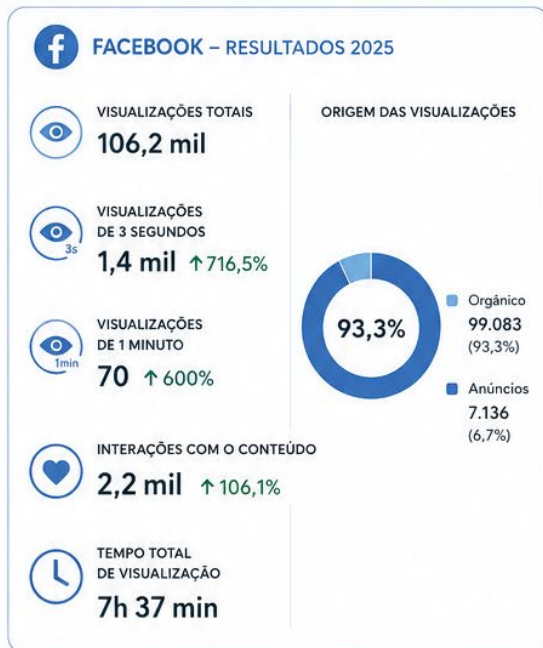 f
FACEBOOK – RESULTADOS 2025
VISUALIZAÇÕES TOTAIS
106,2 mil
VISUALIZAÇÕES
DE 3 SEGUNDOS
3s
1,4 mil ↑ 716,5%
VISUALIZAÇÕES
DE 1 MINUTO
1min
70 ↑ 600%
INTERAÇÕES COM O CONTEÚDO
2,2 mil ↑ 106,1%
TEMPO TOTAL
DE VISUALIZAÇÃO
7h 37 min
ORIGEM DAS VISUALIZAÇÕES
93,3%
Orgânico
99.083
(93,3%)
Anúncios
7.136
(6,7%)